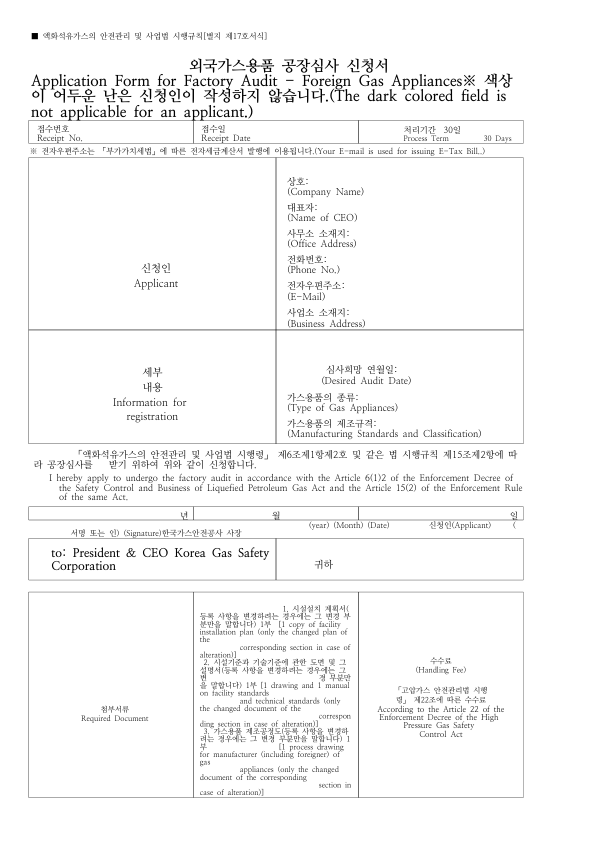 ■ 액화석유가스의 안전관리 및 사업법 시행규칙[별지 제17호서식]
외국가스용품 공장심사 신청서
Application Form for Factory Audit - Foreign Gas Appliances※ 색상
이 어두운 난은 신청인이 작성하지 않습니다.(The dark colored field is
not applicable for an applicant.)
접수번호
Receipt No.
접수일
Receipt Date
처리기간 30일
Process Term 30 Days
※ 전자우편주소는 「부가가치세법」에 따른 전자세금계산서 발행에 이용됩니다.(Your E-mail is used for issuing E-Tax Bill..)
신청인
Applicant
상호:
(Company Name)
대표자:
(Name of CEO)
사무소 소재지:
(Office Address)
전화번호:
(Phone No.)
전자우편주소:
(E-Mail)
사업소 소재지:
(Business Address)
세부
내용
Information for
registration
심사희망 연월일:
(Desired Audit Date)
가스용품의 종류:
(Type of Gas Appliances)
가스용품의 제조규격:
(Manufacturing Standards and Classification)
「액화석유가스의 안전관리 및 사업법 시행령」 제6조제1항제2호 및 같은 법 시행규칙 제15조제2항에 따
라 공장심사를 받기 위하여 위와 같이 신청합니다.
I hereby apply to undergo the factory audit in accordance with the Article 6(1)2 of the Enforcement Decree of
the Safety Control and Business of Liquefied Petroleum Gas Act and the Article 15(2) of the Enforcement Rule
of the same Act.
년 월 일
(year) (Month) (Date) 신청인(Applicant) (
서명 또는 인) (Signature)한국가스안전공사 사장
to: President & CEO Korea Gas Safety
Corporation
귀하
첨부서류
Required Document
1. 시설설치 계획서(
등록 사항을 변경하려는 경우에는 그 변경 부
분만을 말합니다) 1부 [1 copy of facility
installation plan (only the changed plan of
the
corresponding section in case of
alteration)]
2. 시설기준과 기술기준에 관한 도면 및 그
설명서(등록 사항을 변경하려는 경우에는 그
변 경 부분만
을 말합니다) 1부 [1 drawing and 1 manual
on facility standards
and technical standards (only
the changed document of the
correspon
ding section in case of alteration)]
3. 가스용품 제조공정도(등록 사항을 변경하
려는 경우에는 그 변경 부분만을 말합니다) 1
부 [1 process drawing
for manufacturer (including foreigner) of
gas
appliances (only the changed
document of the corresponding
section in
case of alteration)]
수수료
(Handling Fee)
「고압가스 안전관리법 시행
령」 제22조에 따른 수수료
According to the Article 22 of the
Enforcement Decree of the High
Pressure Gas Safety
Control Act